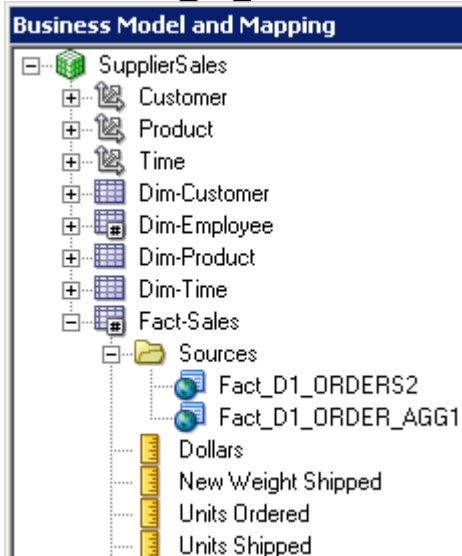 Business Model and Mapping
SupplierSales
Customer
Product
Time
Dim-Customer
Dim-Employee
Dim-Product
Dim-Time
Fact-Sales
Sources
Fact_D1_ORDERS2
Fact_D1_ORDER_AGG1
Dollars
New Weight Shipped
Units Ordered
Units Shipped